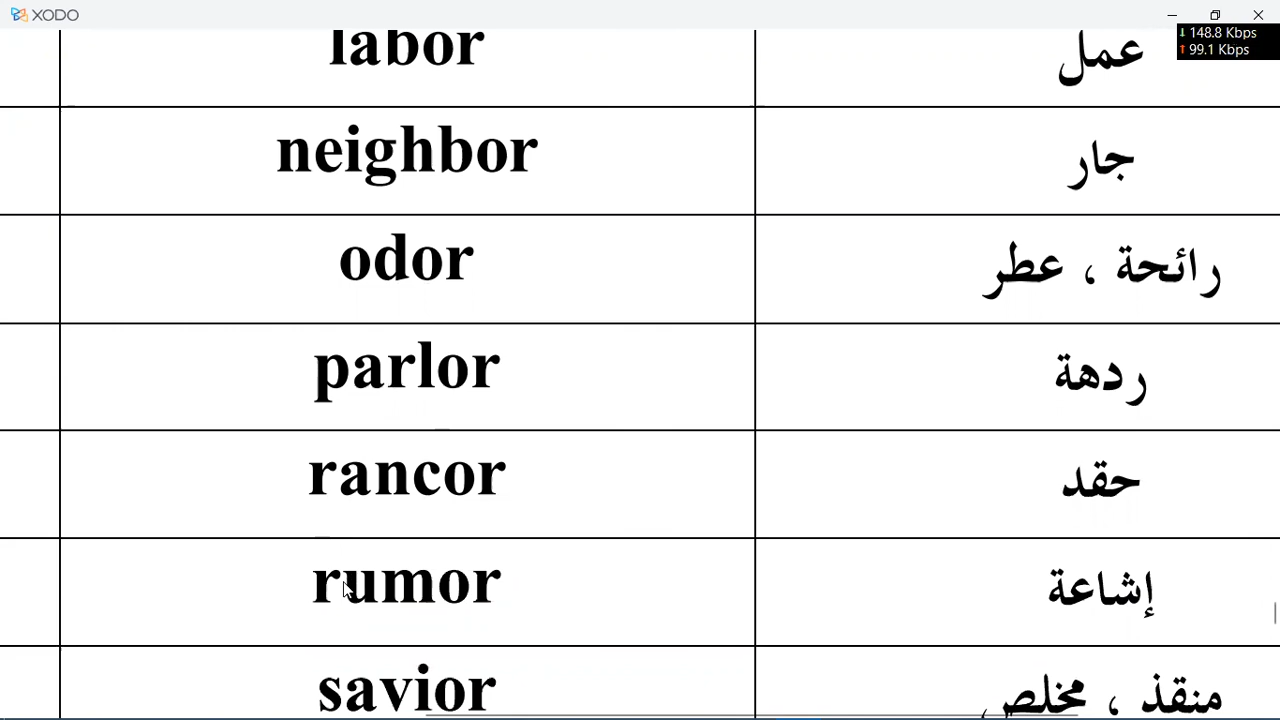 XODO
↓ 148.8 Kbps
↑ 99.1 Kbps
labor عمل
neighbor جار
odor رائحة ، عطر
parlor ردهة
rancor حقد
rumor إشاعة
savior منقذ ، مخلص